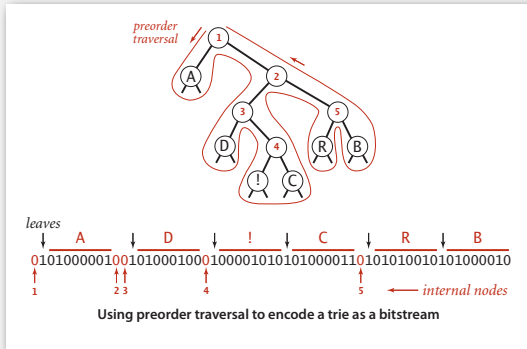 preorder
traversal
1
A
2
3
5
D
4
R
B
!
C
leaves
A D ! C R B
01010000010010100010001000010101010000110101010010101000010
1 2 3 4 5 internal nodes
Using preorder traversal to encode a trie as a bitstream